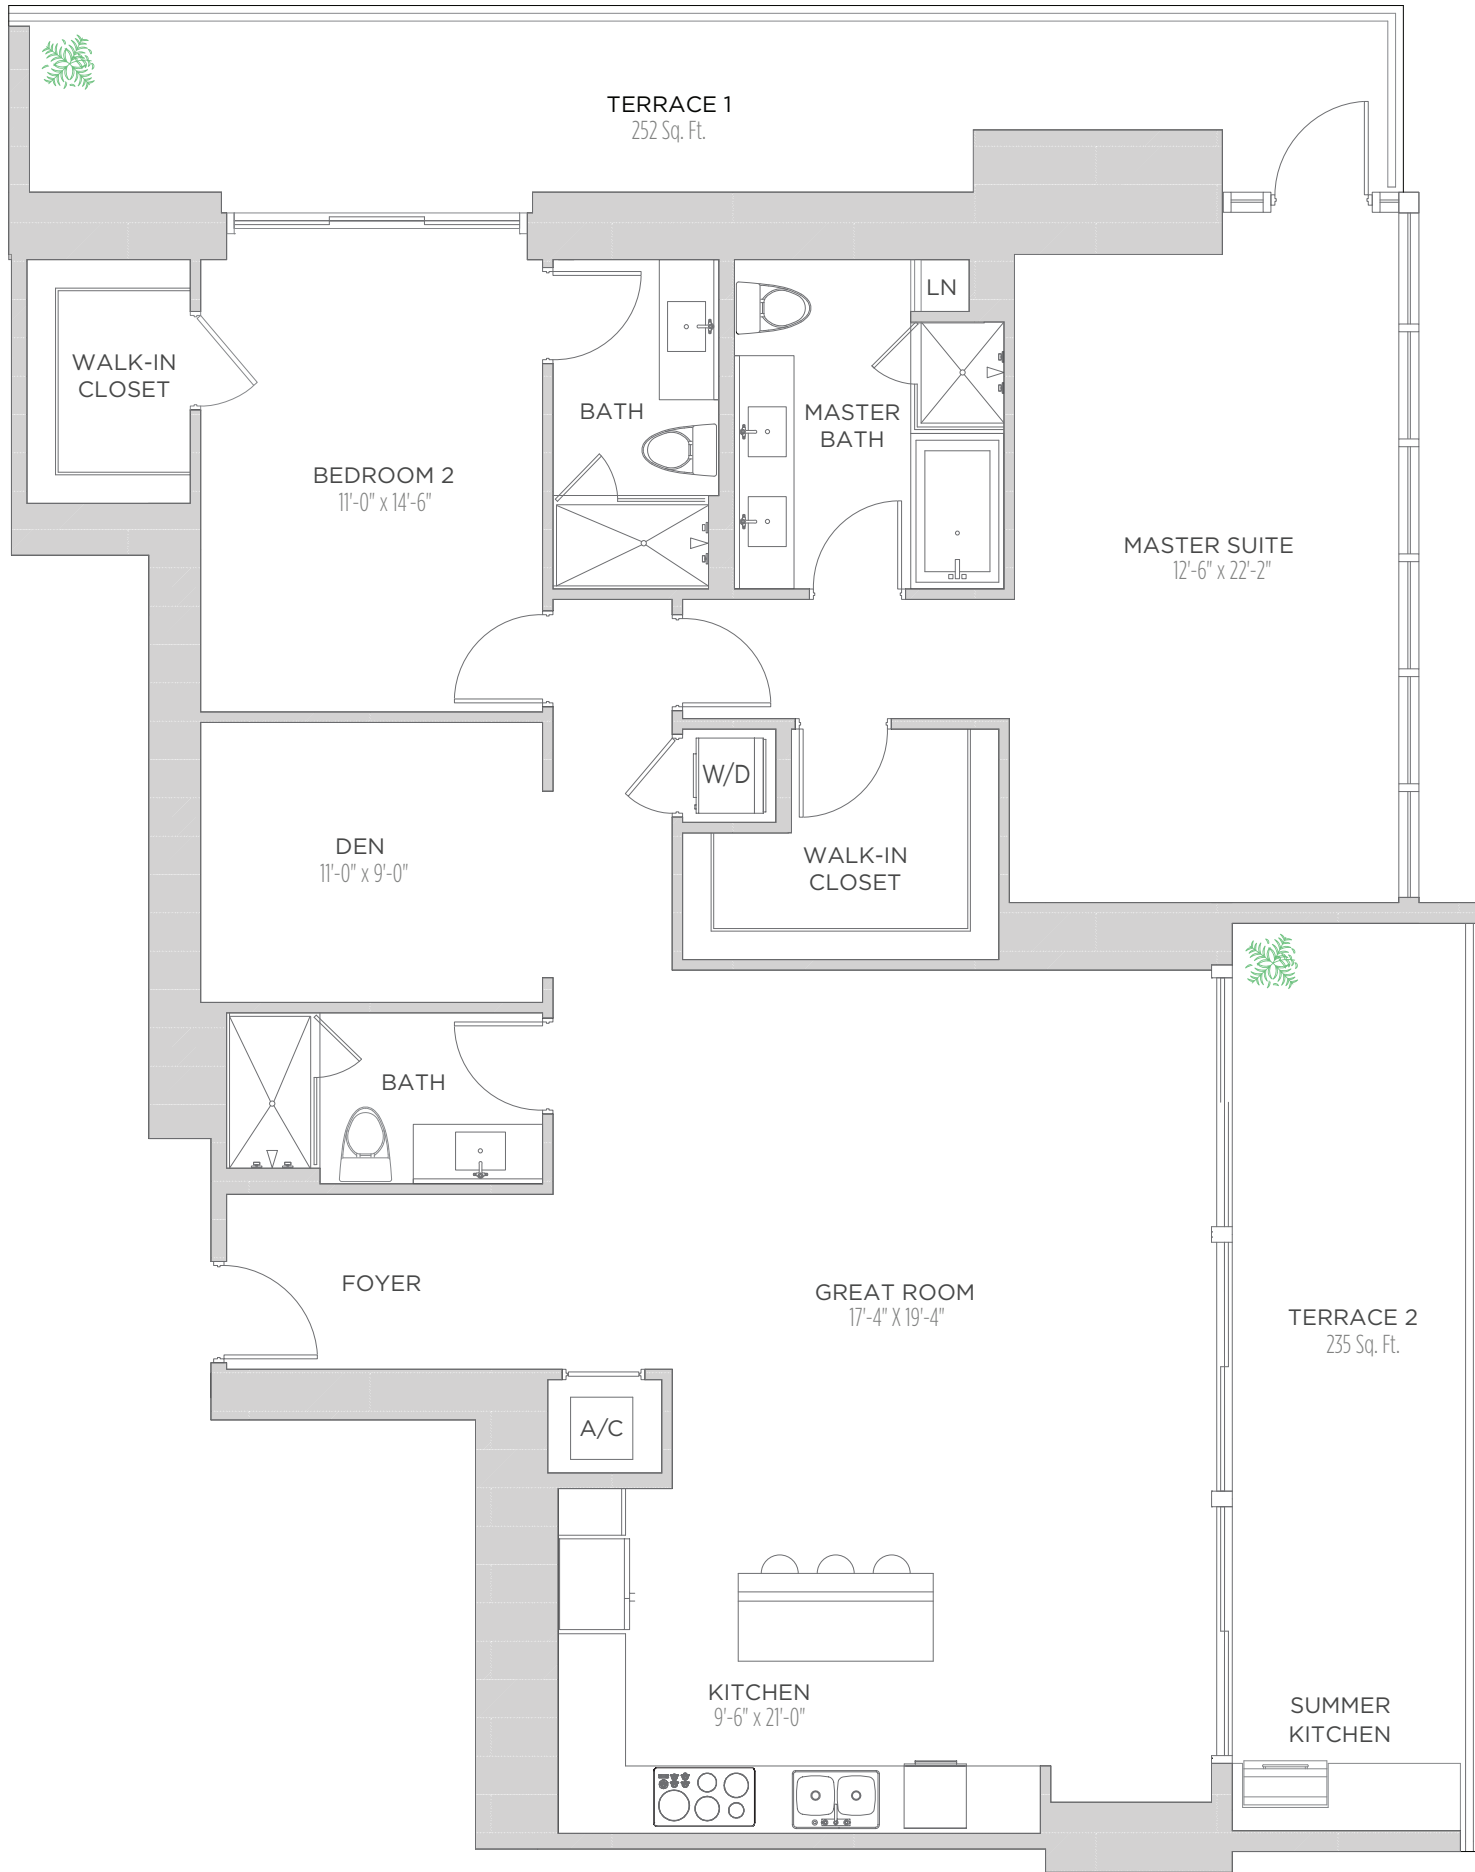 TERRACE 1
252 Sq. Ft.
LN
WALK-IN
CLOSET
BATH
MASTER
BATH
BEDROOM 2
11'-0" x 14'-6"
MASTER SUITE
12'-6" x 22'-2"
W/D
DEN
11'-0" x 9'-0"
WALK-IN
CLOSET
BATH
FOYER
GREAT ROOM
17'-4" X 19'-4"
TERRACE 2
235 Sq. Ft.
A/C
KITCHEN
9'-6" x 21'-0"
SUMMER
KITCHEN